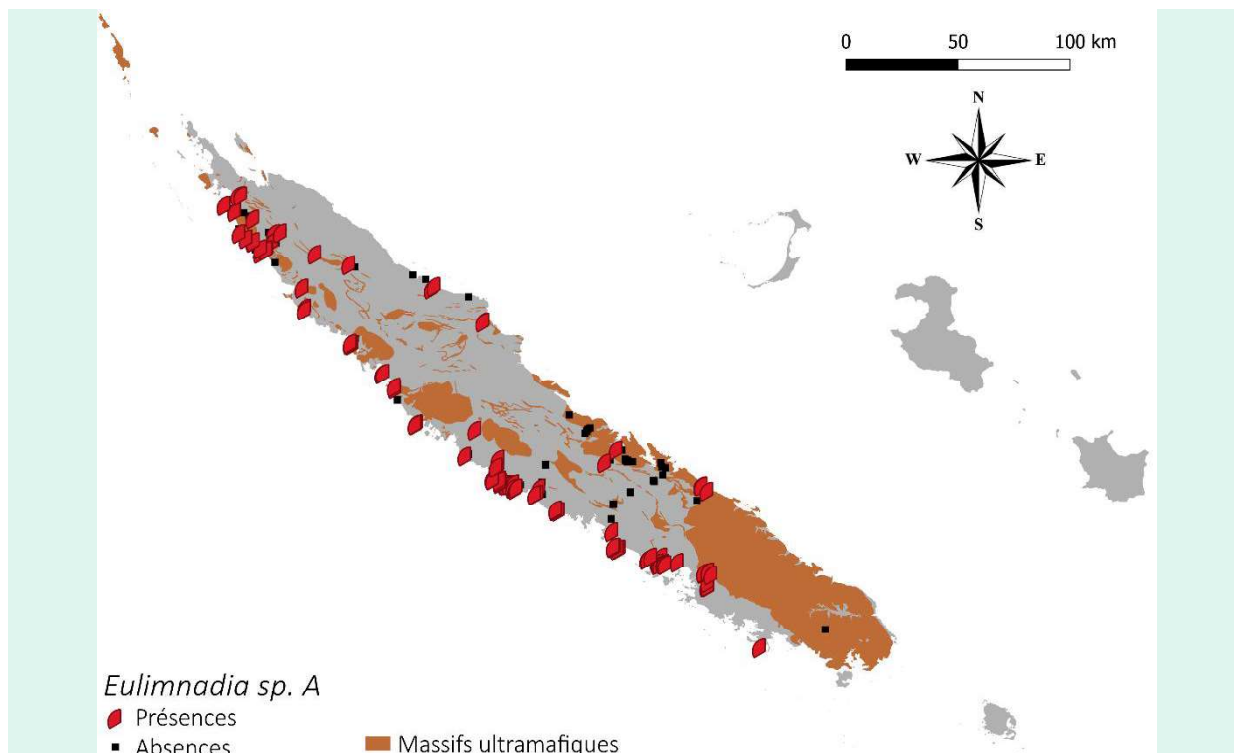 0 50 100 km
N
W E
S
Eulimnadia sp. A
Présences
Absences Massifs ultramafiques